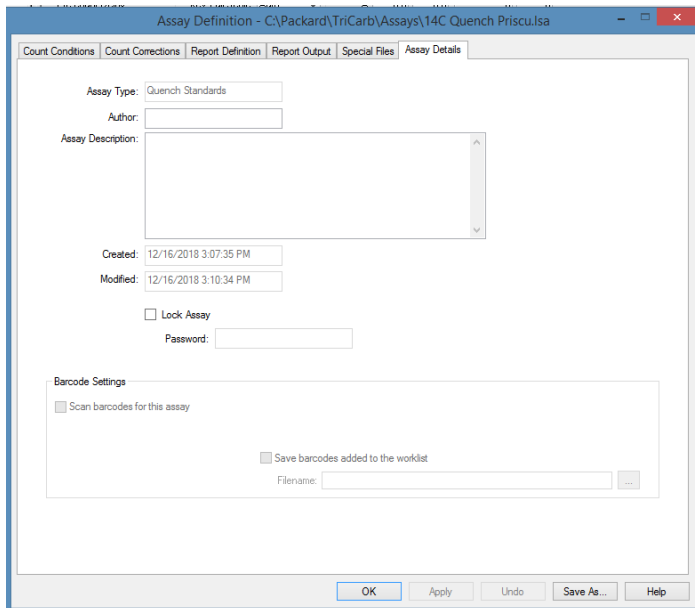 Assay Definition - C:\Packard\TriCarb\Assays\14C Quench Priscu.lsa
Count Conditions Count Corrections Report Definition Report Output Special Files Assay Details
Assay Type: Quench Standards
Author:
Assay Description:
Created: 12/16/2018 3:07:35 PM
Modified: 12/16/2018 3:10:34 PM
Lock Assay
Password:
Barcode Settings
Scan barcodes for this assay
Save barcodes added to the worklist
Filename: ...
OK Apply Undo Save As... Help